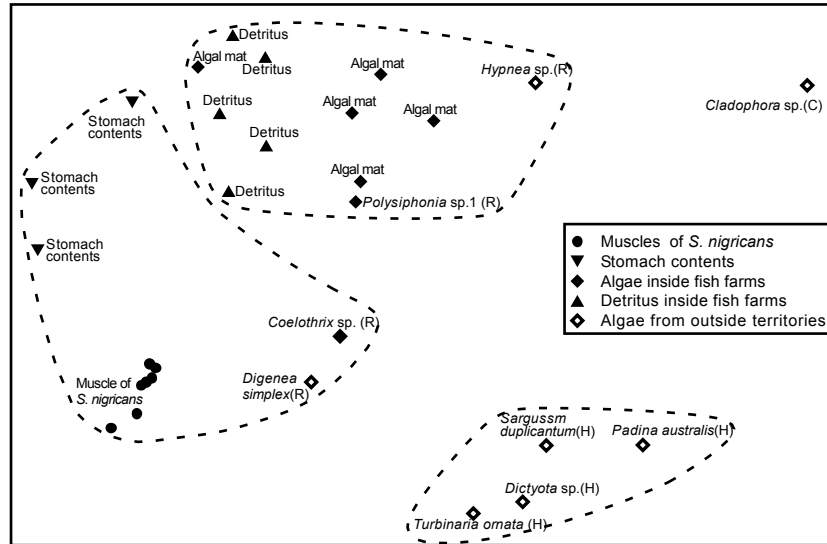 Detritus
Algal mat
Detritus
Algal mat
Hypnea sp.(R)
Cladophora sp.(C)
Detritus
Algal mat
Algal mat
Stomach
contents
Detritus
Algal mat
Stomach
contents
Detritus
Polysiphonia sp.1 (R)
Stomach
contents
Muscles of S. nigricans
Stomach contents
Algae inside fish farms
Detritus inside fish farms
Algae from outside territories
Coelothrix sp. (R)
Muscle of
S. nigricans
Digenea
simplex(R)
Sargussm
duplicantum(H)
Padina australis(H)
Dictyota sp.(H)
Turbinaria ornata (H)